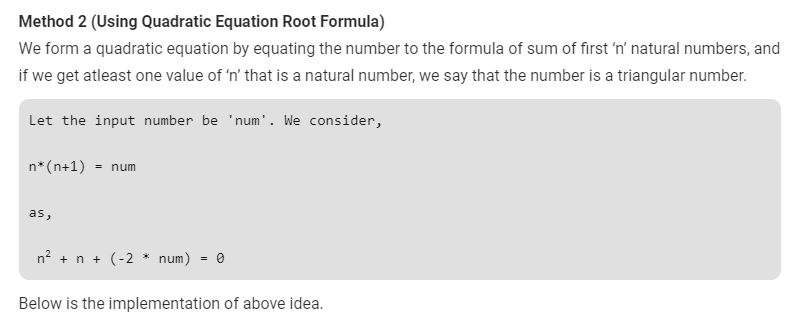 Method 2 (Using Quadratic Equation Root Formula)
We form a quadratic equation by equating the number to the formula of sum of first ‘n’ natural numbers, and
if we get atleast one value of ‘n’ that is a natural number, we say that the number is a triangular number.
Let the input number be 'num'. We consider,
n*(n+1) = num
as,
n² + n + (-2 * num) = 0
Below is the implementation of above idea.